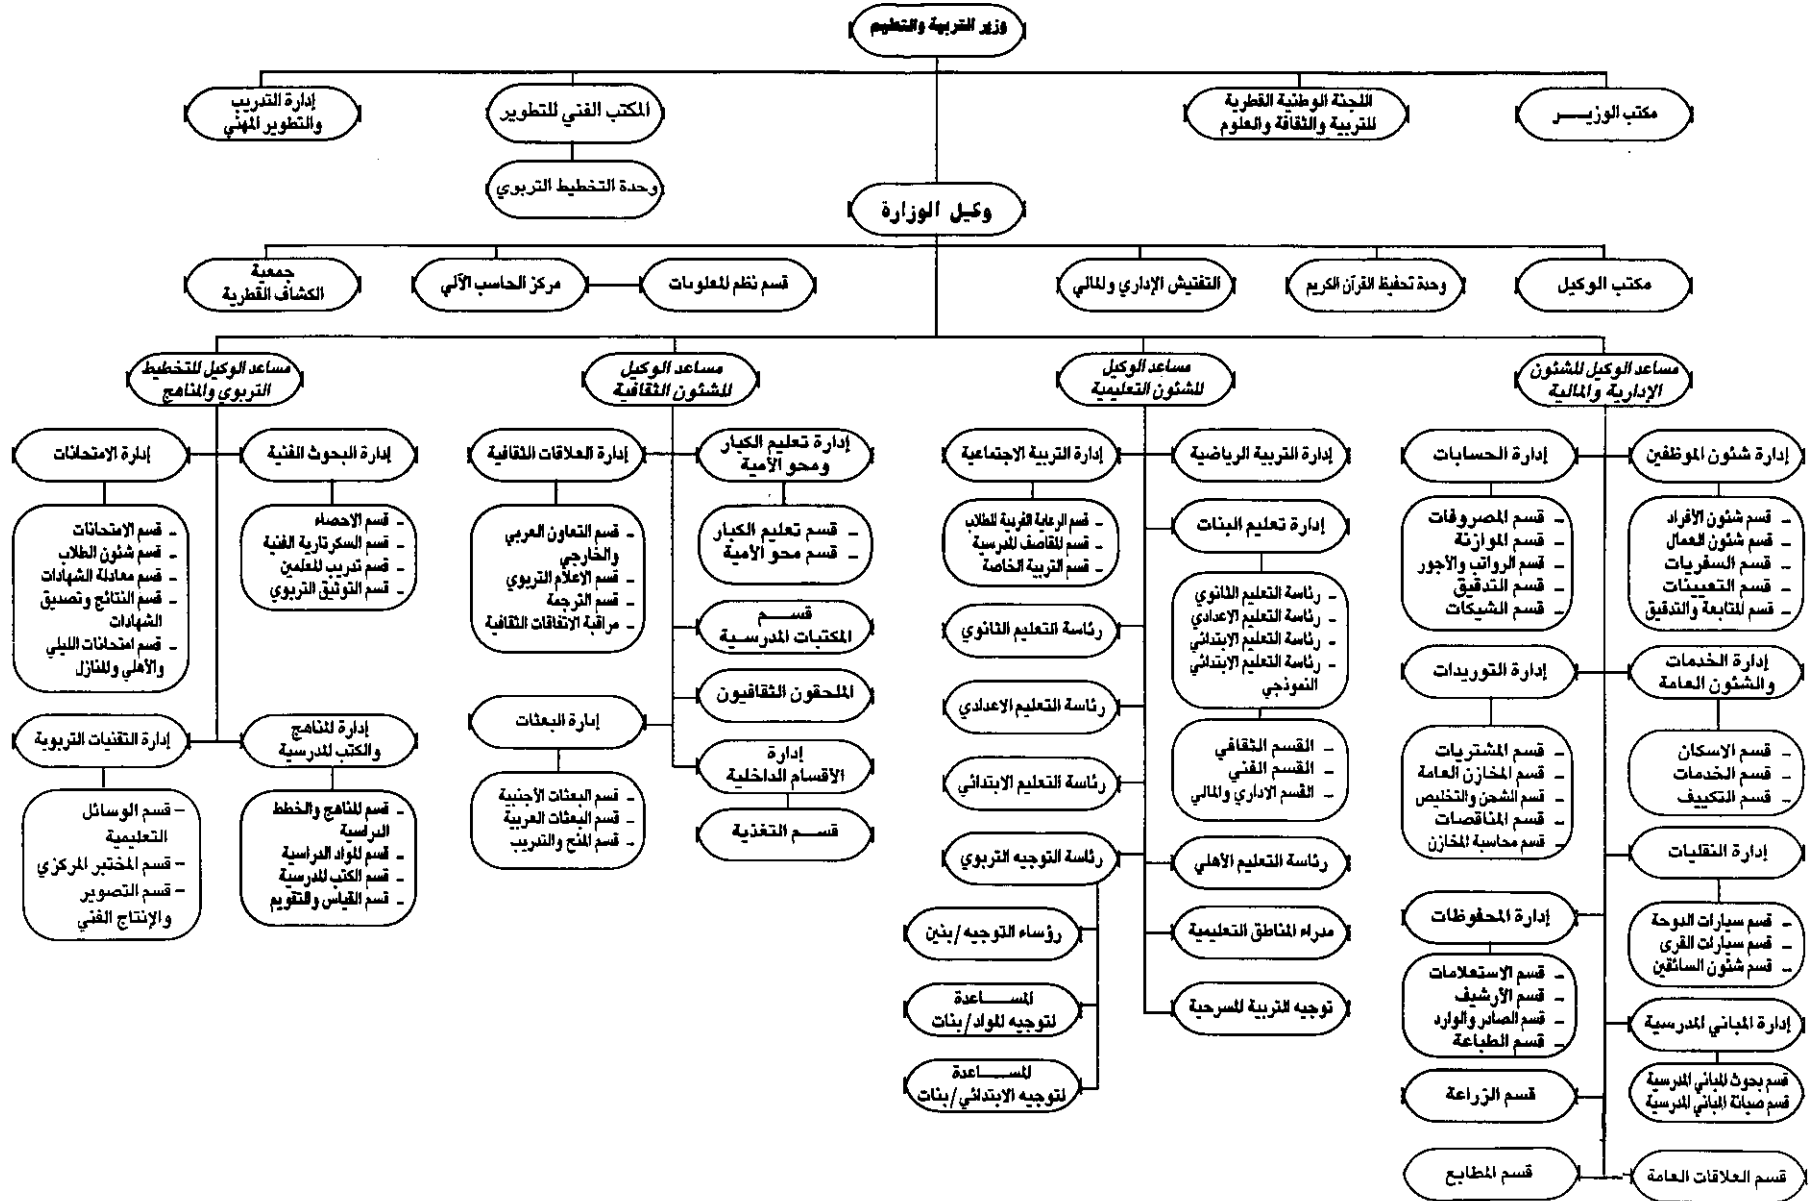 وزير التربية والتعليم
مكتب الوزيـــــر
اللجنة الوطنية القطرية
للتربية والثقافة والعلوم
المكتب الفني للتطوير
إدارة التدريب
والتطوير المهني
وحدة التخطيط التربوي
وكيل الوزارة
مكتب الوكيل
وحدة تحفيظ القرآن الكريم
التفتيش الإداري والمالي
قسم نظم المعلومات
مركز الحاسب الآلي
جمعية
الكشاف القطرية
مساعد الوكيل للشئون
الإدارية والمالية
مساعد الوكيل
للشئون التعليمية
مساعد الوكيل
للشئون الثقافية
مساعد الوكيل للتخطيط
التربوي والمناهج
إدارة شئون الموظفين
إدارة الحسابات
- قسم شئون الأفراد
- قسم شئون العمال
- قسم السفريات
- قسم التعيينات
- قسم المتابعة والتدقيق
- قسم المصروفات
- قسم الموازنة
- قسم الرواتب والأجور
- قسم التدقيق
- قسم الشيكات
إدارة الخدمات
والشئون العامة
إدارة التوريدات
- قسم الاسكان
- قسم الخدمات
- قسم التكييف
- قسم المشتريات
- قسم المخازن العامة
- قسم الشحن والتخليص
- قسم المناقصات
- قسم محاسبة المخازن
إدارة النقليات
إدارة المحفوظات
- قسم سيارات الدوحة
- قسم سيارات القرى
- قسم شئون السائقين
- قسم الاستعلامات
- قسم الأرشيف
- قسم الصادر والوارد
- قسم الطباعة
إدارة المباني المدرسية
قسم بحوث المباني المدرسية
قسم صيانة المباني المدرسية
قسم الزراعة
قسم العلاقات العامة
قسم المطابع
إدارة التربية الرياضية
إدارة التربية الاجتماعية
- قسم الرعاية الفردية للطلاب
- قسم المقاصف المدرسية
- قسم التربية الخاصة
إدارة تعليم البنات
- رئاسة التعليم الثانوي
- رئاسة التعليم الاعدادي
- رئاسة التعليم الابتدائي
- رئاسة التعليم الابتدائي
النموذجي
- القسم الثقافي
- القسم الفني
- القسم الاداري والمالي
رئاسة التعليم الثانوي
رئاسة التعليم الاعدادي
رئاسة التعليم الابتدائي
رئاسة التعليم الأهلي
رئاسة التوجيه التربوي
مدراء المناطق التعليمية
رؤساء التوجيه/بنين
توجيه التربية المسرحية
المســـاعدة
لتوجيه المواد/بنات
المســـاعدة
لتوجيه الابتدائي/بنات
إدارة تعليم الكبار
ومحو الأمية
إدارة العلاقات الثقافية
- قسم تعليم الكبار
- قسم محو الأمية
- قسم التعاون العربي
والخارجي
- قسم الاعلام التربوي
- قسم الترجمة
- مراقبة الاتفاقات الثقافية
قســـم
المكتبات المدرسية
الملحقون الثقافيون
إدارة البعثات
إدارة
الأقسام الداخلية
- قسم البعثات الأجنبية
- قسم البعثات العربية
- قسم المنح والتدريب
قســـم التغذية
إدارة البحوث الفنية
إدارة الامتحانات
- قسم الاحصاء
- قسم السكرتارية الفنية
- قسم تدريب المعلمين
- قسم التوثيق التربوي
- قسم الامتحانات
- قسم شئون الطلاب
- قسم معادلة الشهادات
- قسم النتائج وتصديق
الشهادات
- قسم امتحانات الليلي
والأهلي والمنازل
إدارة المناهج
والكتب المدرسية
إدارة التقنيات التربوية
- قسم المناهج والخطط
الدراسية
- قسم المواد الدراسية
- قسم الكتب المدرسية
- قسم القياس والتقويم
- قسم الوسائل
التعليمية
- قسم المختبر المركزي
- قسم التصوير
والإنتاج الفني